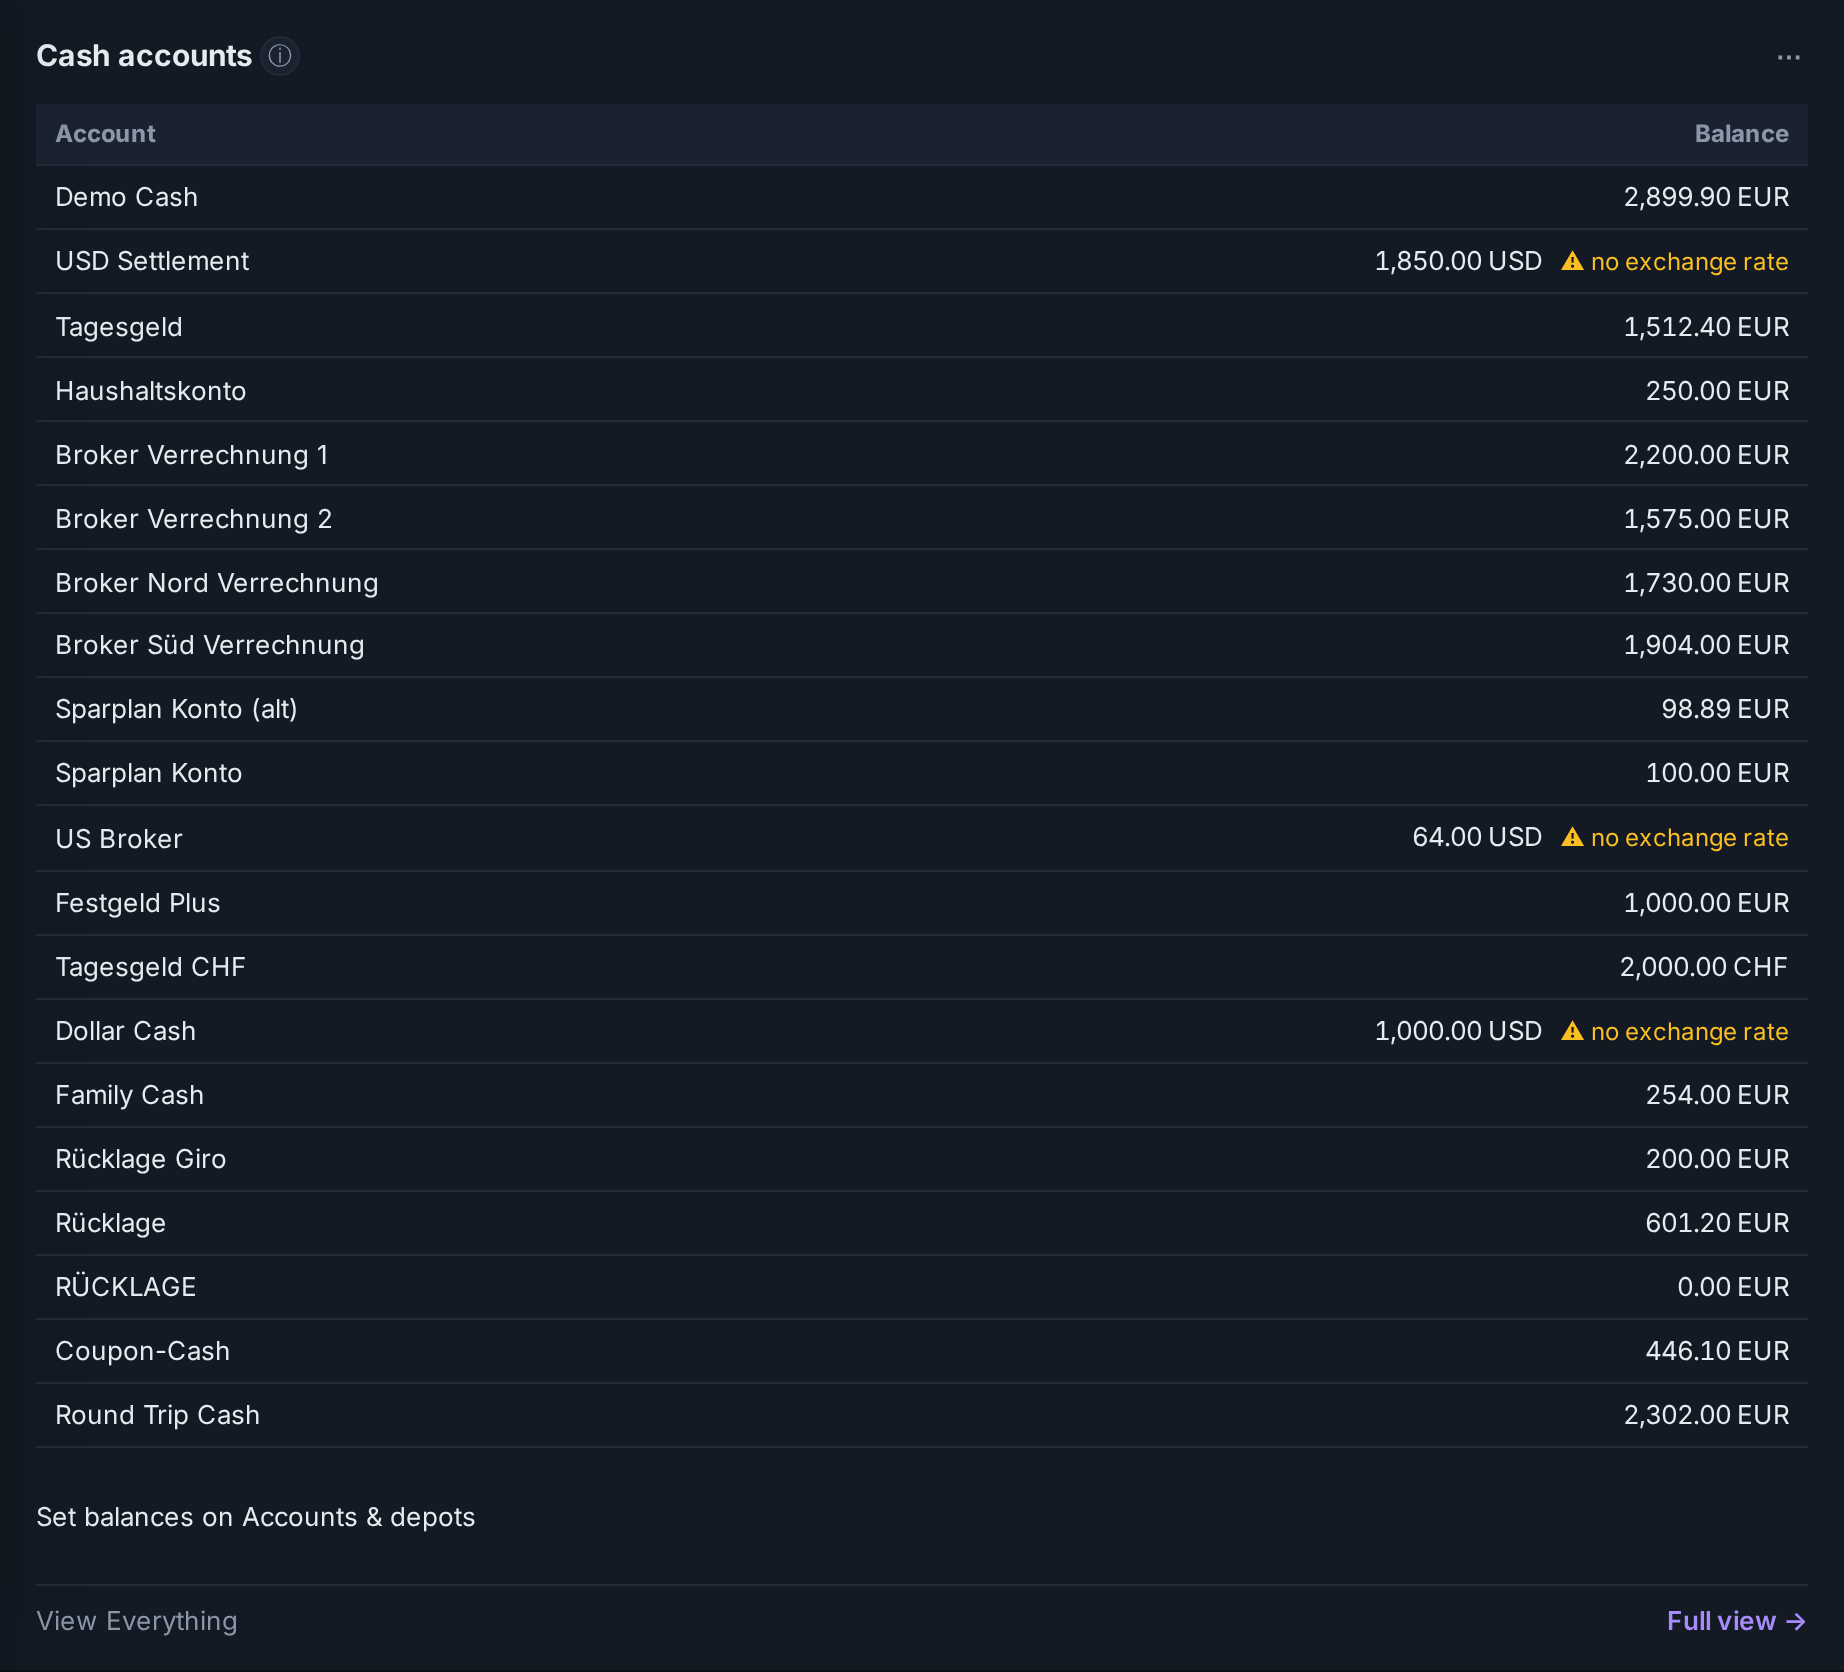 Cash accounts ⓘ ...
Account Balance
Demo Cash 2,899.90 EUR
USD Settlement 1,850.00 USD ⚠ no exchange rate
Tagesgeld 1,512.40 EUR
Haushaltskonto 250.00 EUR
Broker Verrechnung 1 2,200.00 EUR
Broker Verrechnung 2 1,575.00 EUR
Broker Nord Verrechnung 1,730.00 EUR
Broker Süd Verrechnung 1,904.00 EUR
Sparplan Konto (alt) 98.89 EUR
Sparplan Konto 100.00 EUR
US Broker 64.00 USD ⚠ no exchange rate
Festgeld Plus 1,000.00 EUR
Tagesgeld CHF 2,000.00 CHF
Dollar Cash 1,000.00 USD ⚠ no exchange rate
Family Cash 254.00 EUR
Rücklage Giro 200.00 EUR
Rücklage 601.20 EUR
RÜCKLAGE 0.00 EUR
Coupon-Cash 446.10 EUR
Round Trip Cash 2,302.00 EUR
Set balances on Accounts & depots
View Everything Full view →